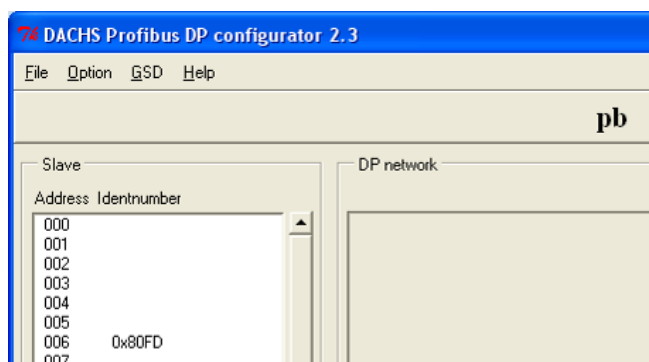 DACHS Profibus DP configurator 2.3
File Option GSD Help
pb
Slave
DP network
Address Identnumber
000
001
002
003
004
005
006 0x80FD
007